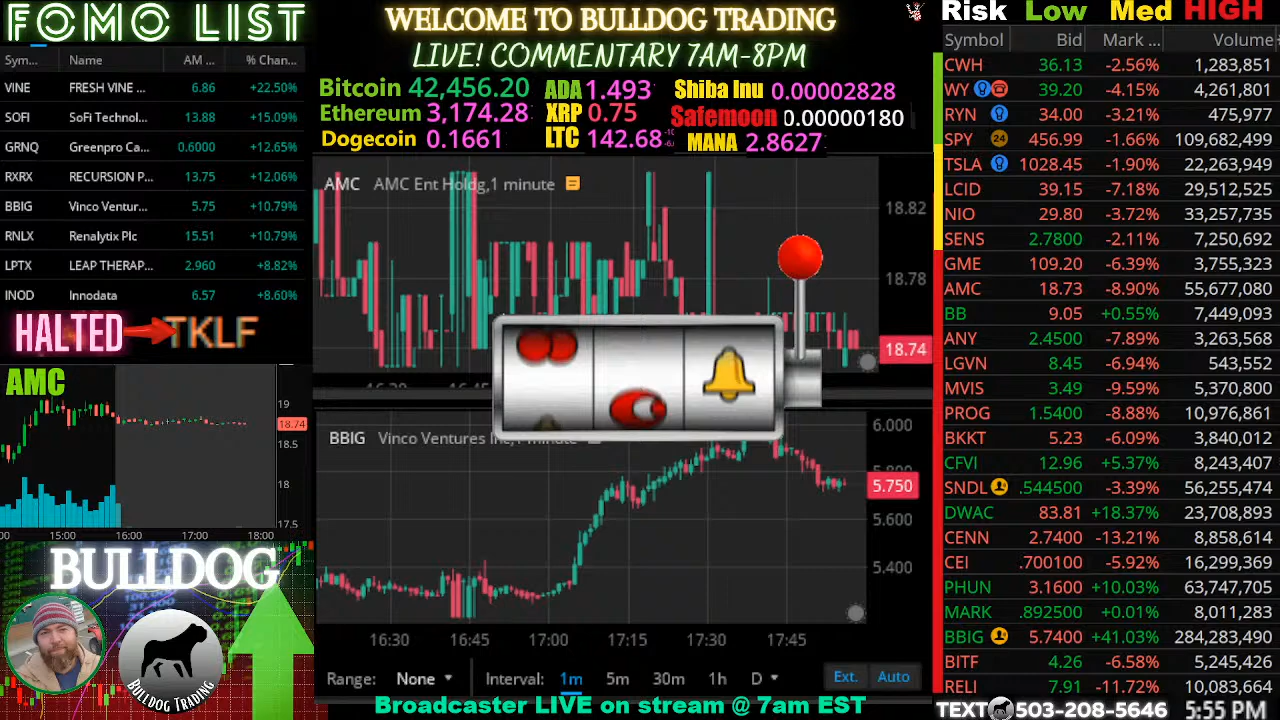 FOMO LIST
Sym... Name AM ... % Chan...
VINE FRESH VINE ... 6.86 +22.50%
SOFI SoFi Technol... 13.88 +15.09%
GRNQ Greenpro Ca... 0.6000 +12.65%
RXRX RECURSION P... 13.75 +12.06%
BBIG Vinco Ventur... 5.75 +10.79%
RNLX Renalytix Plc 15.51 +10.79%
LPTX LEAP THERAP... 2.960 +8.82%
INOD Innodata 6.57 +8.60%
HALTED TKLF
AMC
19
18.74
18.5
18
17.5
15:00 16:00 17:00 18:00
BULLDOG
BULLDOG TRADING
WELCOME TO BULLDOG TRADING
LIVE! COMMENTARY 7AM-8PM
Bitcoin 42,456.20 ADA 1.493 Shiba Inu 0.00002828
Ethereum 3,174.28 XRP 0.75 Safemoon 0.00000180
Dogecoin 0.1661 LTC 142.68 MANA 2.8627
AMC AMC Ent Holdg,1 minute
18.82
18.78
18.74
BBIG Vinco Ventures Inc,1 minute
6.000
5.750
5.600
5.400
16:30 16:45 17:00 17:15 17:30 17:45
Range: None Interval: 1m 5m 30m 1h D Ext. Auto
Broadcaster LIVE on stream @ 7am EST
Risk Low Med HIGH
Symbol Bid Mark ... Volume
CWH 36.13 -2.56% 1,283,851
WY 39.20 -4.15% 4,261,801
RYN 34.00 -3.21% 475,977
SPY 24 456.99 -1.66% 109,682,499
TSLA 1028.45 -1.90% 22,263,949
LCID 39.15 -7.18% 29,512,525
NIO 29.80 -3.72% 33,257,735
SENS 2.7800 -2.11% 7,250,692
GME 109.20 -6.39% 3,755,323
AMC 18.73 -8.90% 55,677,080
BB 9.05 +0.55% 7,449,093
ANY 2.4500 -7.89% 3,263,568
LGVN 8.45 -6.94% 543,552
MVIS 3.49 -9.59% 5,370,800
PROG 1.5400 -8.88% 10,976,861
BKKT 5.23 -6.09% 3,840,012
CFVI 12.96 +5.37% 8,243,407
SNDL .544500 -3.39% 56,255,474
DWAC 83.81 +18.37% 23,708,893
CENN 2.7400 -13.21% 8,858,614
CEI .700100 -5.92% 16,299,369
PHUN 3.1600 +10.03% 63,747,705
MARK .892500 +0.01% 8,011,283
BBIG 5.7400 +41.03% 284,283,490
BITF 4.26 -6.58% 5,245,426
RELI 7.91 -11.72% 10,083,664
TEXT 503-208-5646 5:55 PM